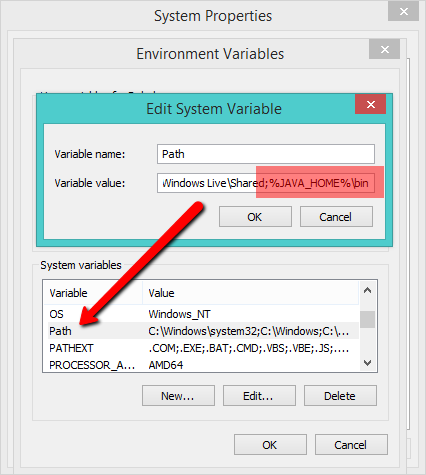 System Properties
Environment Variables
Edit System Variable
Variable name: Path
Variable value: Windows Live\Shared;%JAVA_HOME%\bin
OK Cancel
System variables
Variable Value
OS Windows_NT
Path C:\Windows\system32;C:\Windows;C:\...
PATHEXT .COM;.EXE;.BAT;.CMD;.VBS;.VBE;.JS;....
PROCESSOR_A... AMD64
New... Edit... Delete
OK Cancel